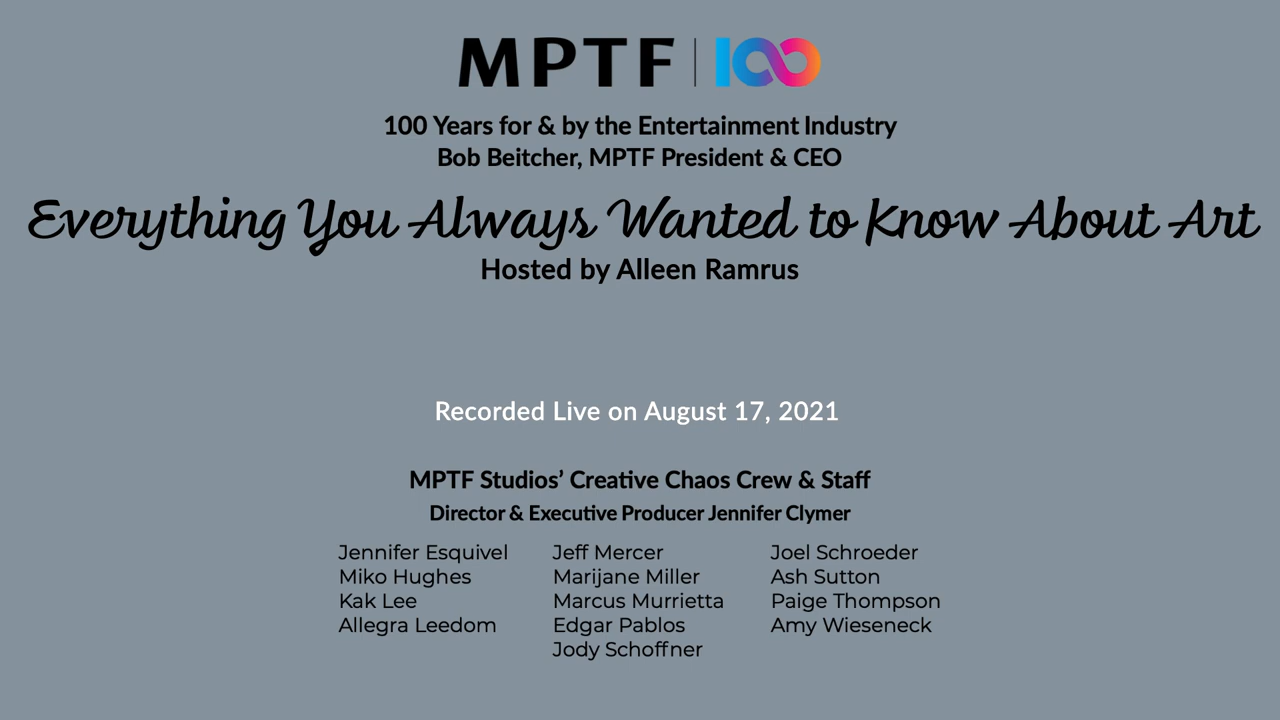 MPTF | 100
100 Years for & by the Entertainment Industry
Bob Beitcher, MPTF President & CEO
Everything You Always Wanted to Know About Art
Hosted by Alleen Ramrus
Recorded Live on August 17, 2021
MPTF Studios’ Creative Chaos Crew & Staff
Director & Executive Producer Jennifer Clymer
Jennifer Esquivel
Miko Hughes
Kak Lee
Allegra Leedom
Jeff Mercer
Marijane Miller
Marcus Murrietta
Edgar Pablos
Jody Schoffner
Joel Schroeder
Ash Sutton
Paige Thompson
Amy Wieseneck